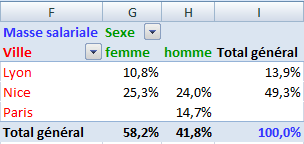 F G H I
Masse salariale Sexe
Ville femme homme Total général
Lyon 10,8% 13,9%
Nice 25,3% 24,0% 49,3%
Paris 14,7%
Total général 58,2% 41,8% 100,0%